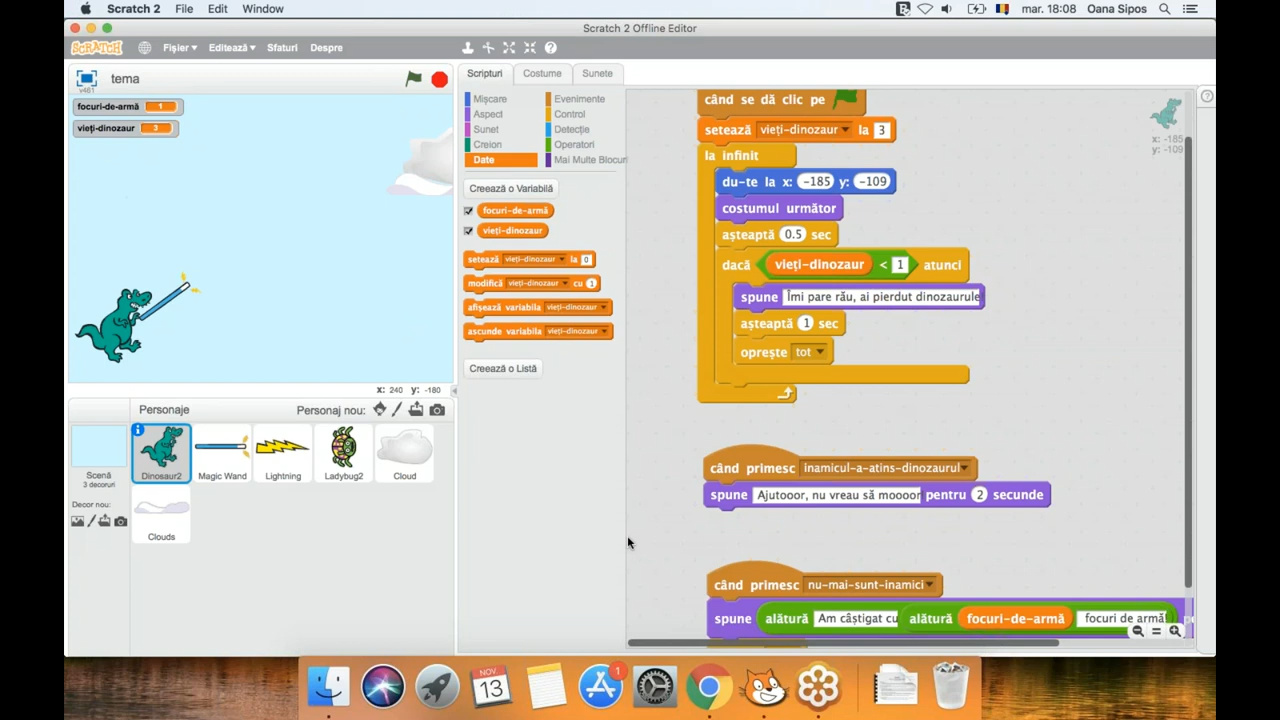 Scratch 2 File Edit Window mar. 18:08 Oana Sipos
Scratch 2 Offline Editor
SCRATCH Fișier Editează Sfaturi Despre
v461 tema
focuri-de-armă 1
vieți-dinozaur 3
x: 240 y: -180
Scripturi Costume Sunete
Mișcare Evenimente
Aspect Control
Sunet Detecție
Creion Operatori
Date Mai Multe Blocuri
Creează o Variabilă
focuri-de-armă
vieți-dinozaur
setează vieți-dinozaur la 0
modifică vieți-dinozaur cu 1
afișează variabila vieți-dinozaur
ascunde variabila vieți-dinozaur
Creează o Listă
când se dă clic pe
setează vieți-dinozaur la 3
la infinit
du-te la x: -185 y: -109
costumul următor
așteaptă 0.5 sec
dacă vieți-dinozaur < 1 atunci
spune Îmi pare rău, ai pierdut dinozaurule
așteaptă 1 sec
oprește tot
când primesc inamicul-a-atins-dinozaurul
spune Ajutooor, nu vreau să moooor pentru 2 secunde
când primesc nu-mai-sunt-inamici
spune alătură Am câștigat cu alătură focuri-de-armă focuri de armă!
x: -185
y: -109
Personaje Personaj nou:
Scenă
3 decoruri
Decor nou:
Dinosaur2 Magic Wand Lightning Ladybug2 Cloud
Clouds
NOV
13
1